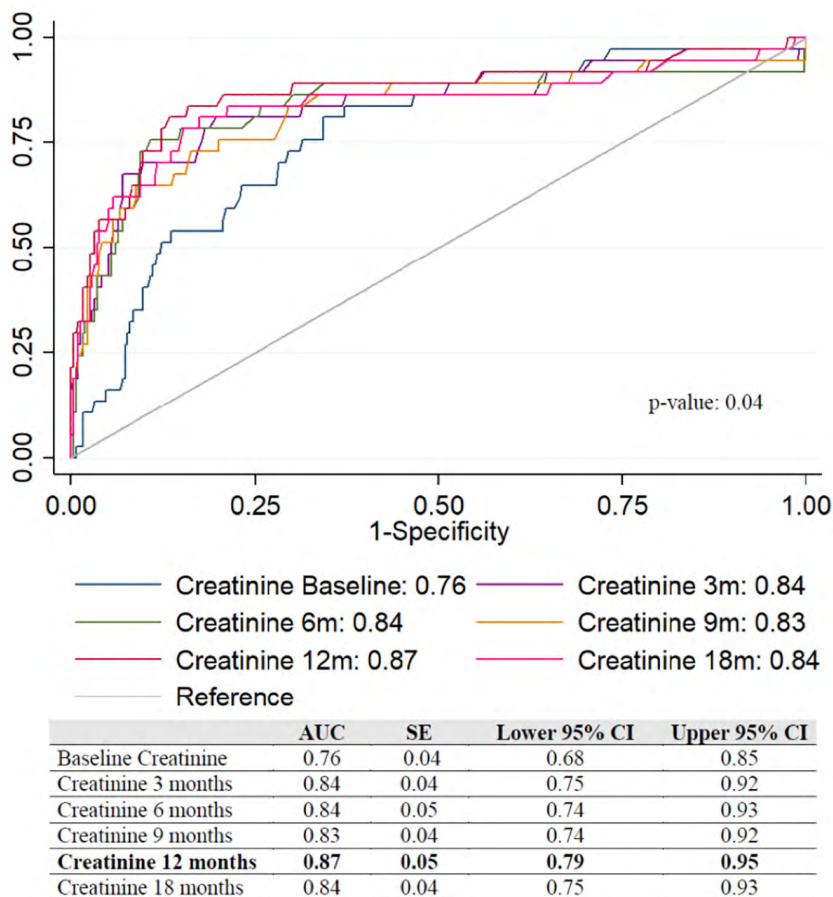 1.00
0.75
0.50
0.25
0.00
p-value: 0.04
0.00 0.25 0.50 0.75 1.00
1-Specificity
Creatinine Baseline: 0.76 Creatinine 3m: 0.84
Creatinine 6m: 0.84 Creatinine 9m: 0.83
Creatinine 12m: 0.87 Creatinine 18m: 0.84
Reference
AUC SE Lower 95% CI Upper 95% CI
Baseline Creatinine 0.76 0.04 0.68 0.85
Creatinine 3 months 0.84 0.04 0.75 0.92
Creatinine 6 months 0.84 0.05 0.74 0.93
Creatinine 9 months 0.83 0.04 0.74 0.92
Creatinine 12 months 0.87 0.05 0.79 0.95
Creatinine 18 months 0.84 0.04 0.75 0.93